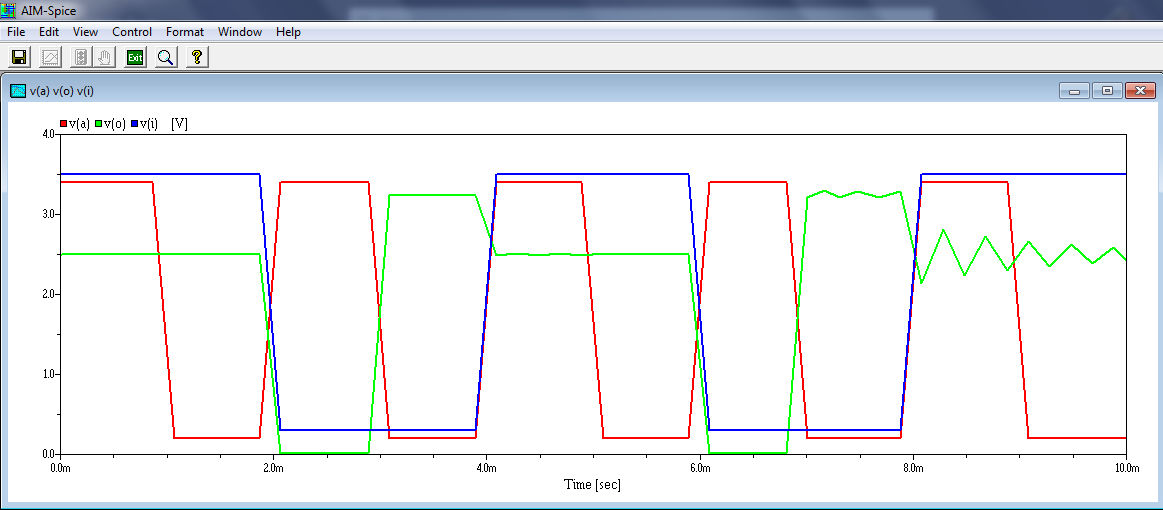 AIM-Spice
File Edit View Control Format Window Help
Exit ?
v(a) v(o) v(i)
v(a) v(o) v(i) [V]
4.0
3.0
2.0
1.0
0.0
0.0m 2.0m 4.0m 6.0m 8.0m 10.0m
Time [sec]